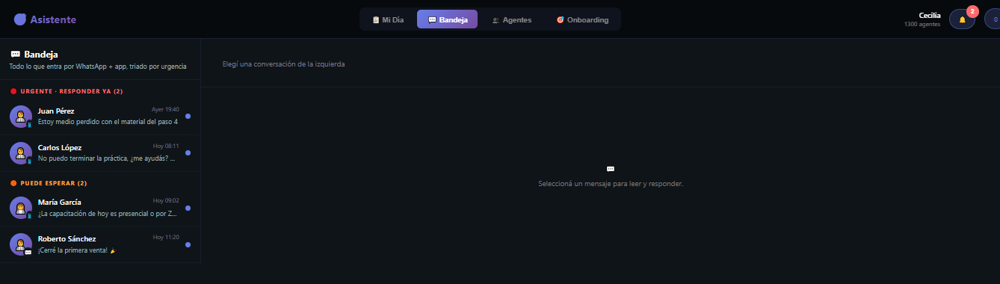 Asistente
Mi Día
Bandeja
Agentes
Onboarding
Cecilia
1300 agentes
2
Bandeja
Todo lo que entra por WhatsApp + app, triado por urgencia
URGENTE · RESPONDER YA (2)
Juan Pérez
Ayer 19:40
Estoy medio perdido con el material del paso 4
Carlos López
Hoy 08:11
No puedo terminar la práctica, ¿me ayudás? ...
PUEDE ESPERAR (2)
María García
Hoy 09:02
¿La capacitación de hoy es presencial o por Z...
Roberto Sánchez
Hoy 11:20
¡Cerré la primera venta! 🎉
Elegí una conversación de la izquierda
Seleccioná un mensaje para leer y responder.